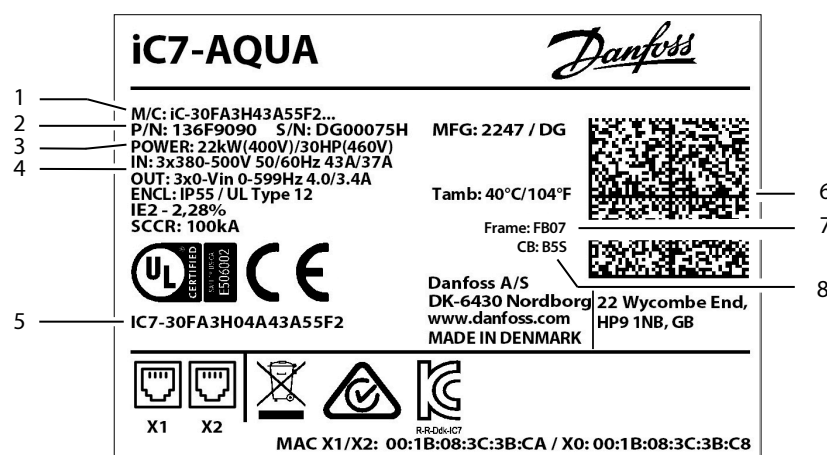 iC7-AQUA
Danfoss
1
M/C: iC-30FA3H43A55F2...
2
P/N: 136F9090 S/N: DG00075H MFG: 2247 / DG
3
POWER: 22kW(400V)/30HP(460V)
4
IN: 3x380-500V 50/60Hz 43A/37A
OUT: 3x0-Vin 0-599Hz 4.0/3.4A
ENCL: IP55 / UL Type 12 Tamb: 40°C/104°F
6
IE2 - 2,28%
SCCR: 100kA
Frame: FB07
7
CB: B5S
8
UL
CERTIFIED
E506002
CE
Danfoss A/S
DK-6430 Nordborg
www.danfoss.com
MADE IN DENMARK
22 Wycombe End,
HP9 1NB, GB
5
IC7-30FA3H04A43A55F2
X1 X2
R-R-Ddk-IC7
MAC X1/X2: 00:1B:08:3C:3B:CA / X0: 00:1B:08:3C:3B:C8